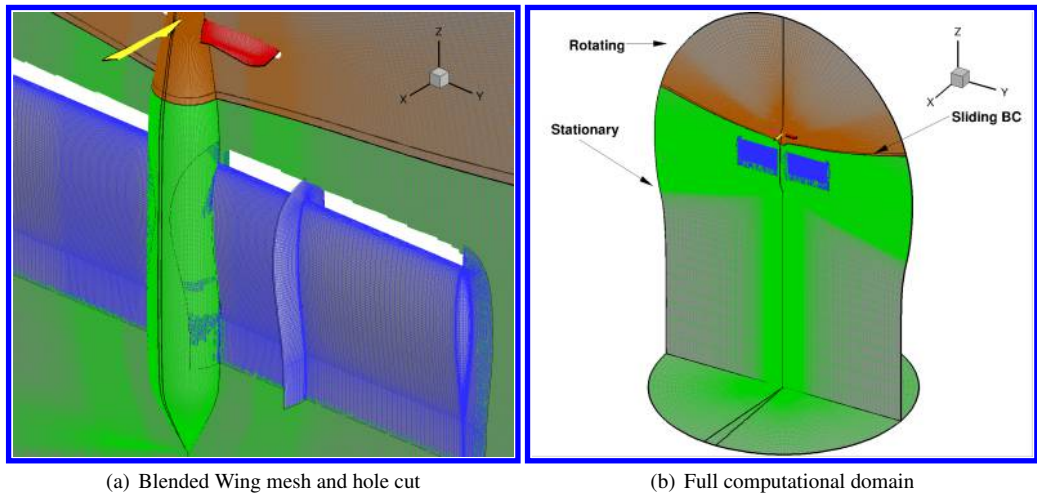 Z
X
Y
Rotating
Z
X
Y
Stationary
Sliding BC
(a) Blended Wing mesh and hole cut
(b) Full computational domain